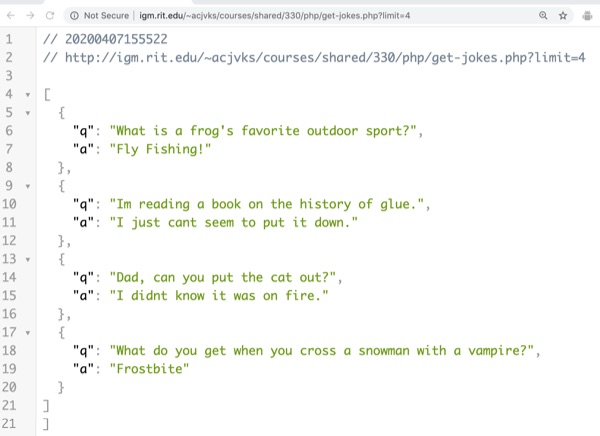 Not Secure | igm.rit.edu/~acjvks/courses/shared/330/php/get-jokes.php?limit=4
1 // 20200407155522
2 // http://igm.rit.edu/~acjvks/courses/shared/330/php/get-jokes.php?limit=4
3
4 [
5 {
6 "q": "What is a frog's favorite outdoor sport?",
7 "a": "Fly Fishing!"
8 },
9 {
10 "q": "Im reading a book on the history of glue.",
11 "a": "I just cant seem to put it down."
12 },
13 {
14 "q": "Dad, can you put the cat out?",
15 "a": "I didnt know it was on fire."
16 },
17 {
18 "q": "What do you get when you cross a snowman with a vampire?",
19 "a": "Frostbite"
20 }
21 ]
21 ]